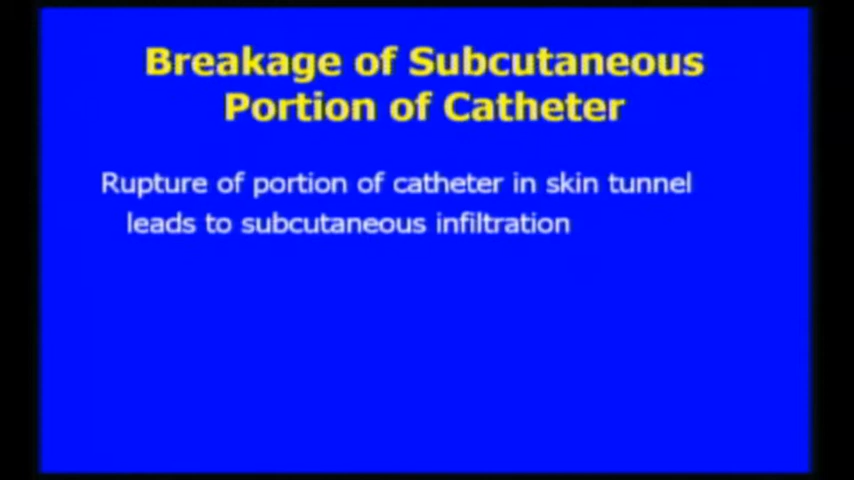 Breakage of Subcutaneous
Portion of Catheter
Rupture of portion of catheter in skin tunnel
leads to subcutaneous infiltration